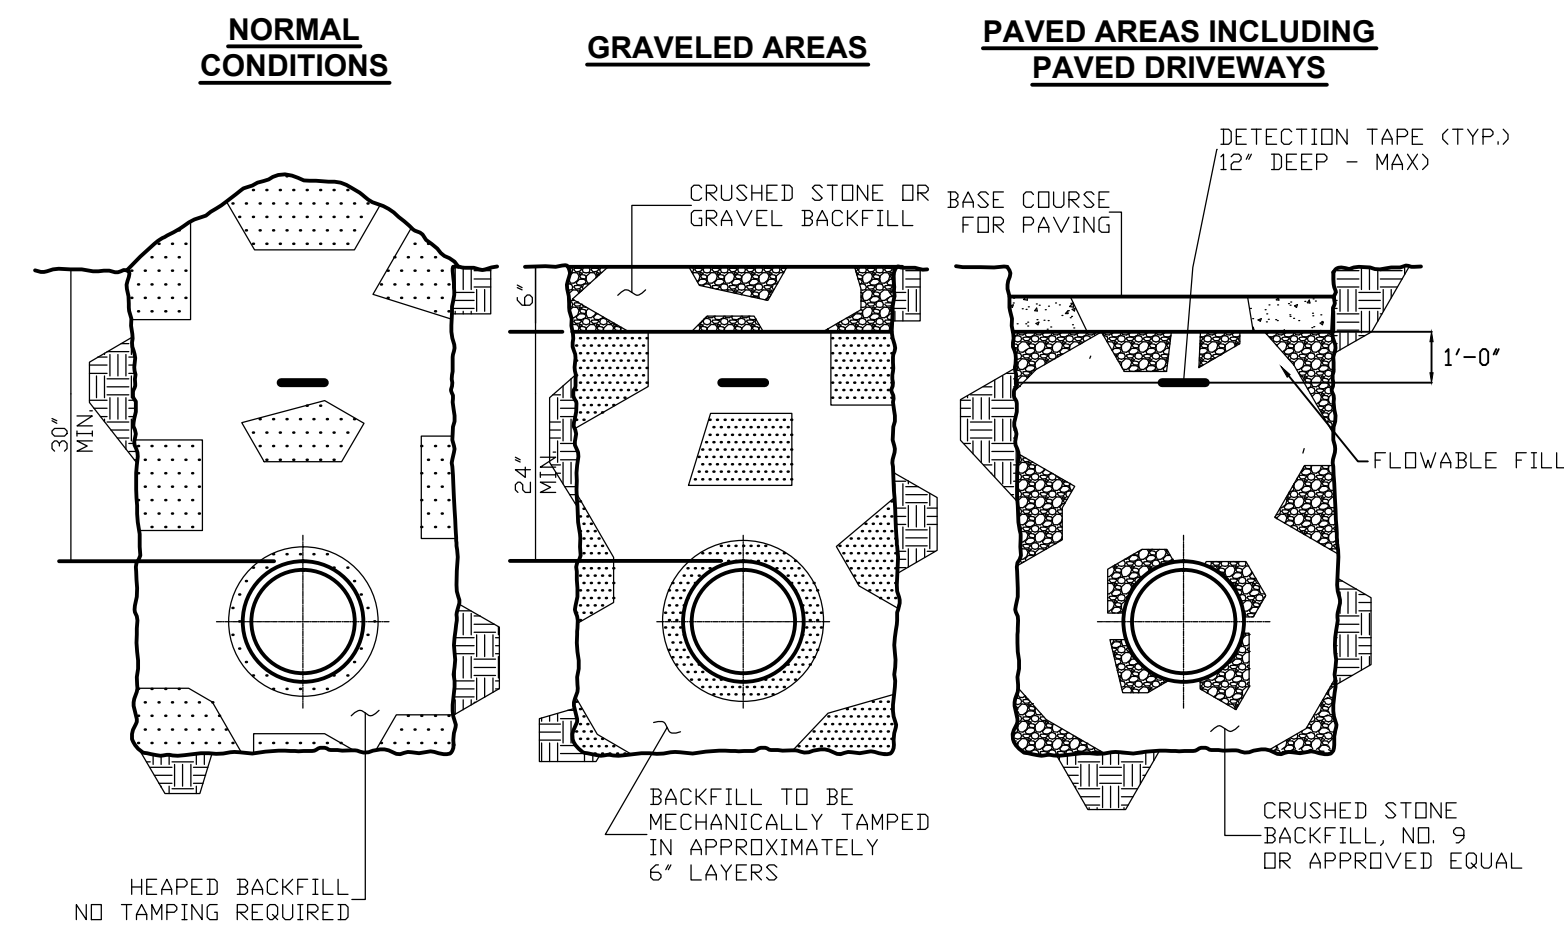 NORMAL
CONDITIONS
GRAVELED AREAS
PAVED AREAS INCLUDING
PAVED DRIVEWAYS
DETECTION TAPE (TYP.)
12" DEEP - MAX)
CRUSHED STONE OR
GRAVEL BACKFILL
BASE COURSE
FOR PAVING
6"
1'-0"
30"
MIN.
24"
MIN.
FLOWABLE FILL
BACKFILL TO BE
MECHANICALLY TAMPED
IN APPROXIMATELY
6" LAYERS
CRUSHED STONE
BACKFILL, NO. 9
OR APPROVED EQUAL
HEAPED BACKFILL
NO TAMPING REQUIRED